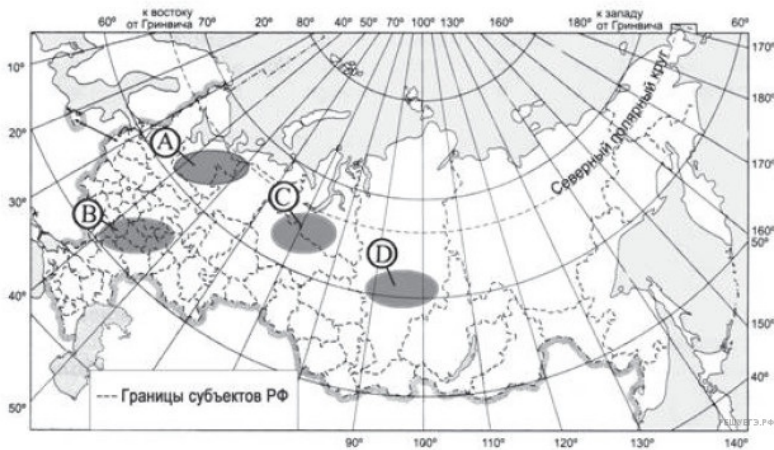 к востоку
от Гринвича
к западу
от Гринвича
60° 70° 20° 80° 40° 50° 70° 100° 130° 160° 180° 60°
10°
20°
30°
40°
50°
170°
180°
170°
50°
160°
150°
40°
140°
Северный полярный круг
A
B
C
D
--- Границы субъектов РФ
90° 100° 110° 120° 130°
РЕШУЕГЭ.РФ